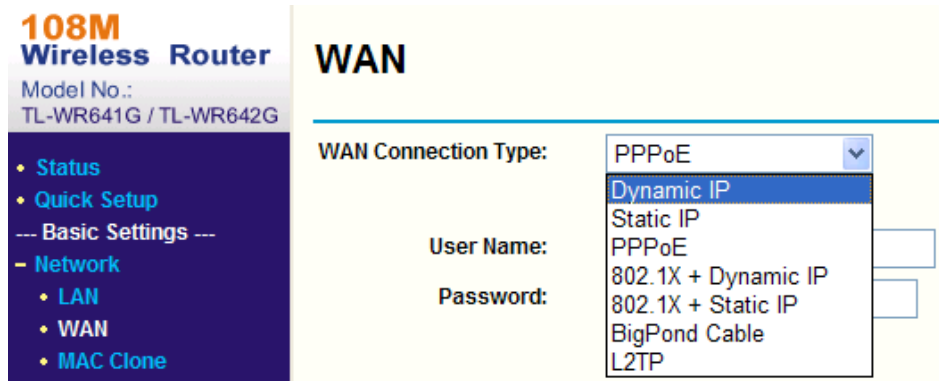 108M
Wireless Router
Model No.:
TL-WR641G / TL-WR642G
• Status
• Quick Setup
--- Basic Settings ---
– Network
• LAN
• WAN
• MAC Clone
WAN
WAN Connection Type: PPPoE
Dynamic IP
Static IP
PPPoE
802.1X + Dynamic IP
802.1X + Static IP
BigPond Cable
L2TP
User Name:
Password: